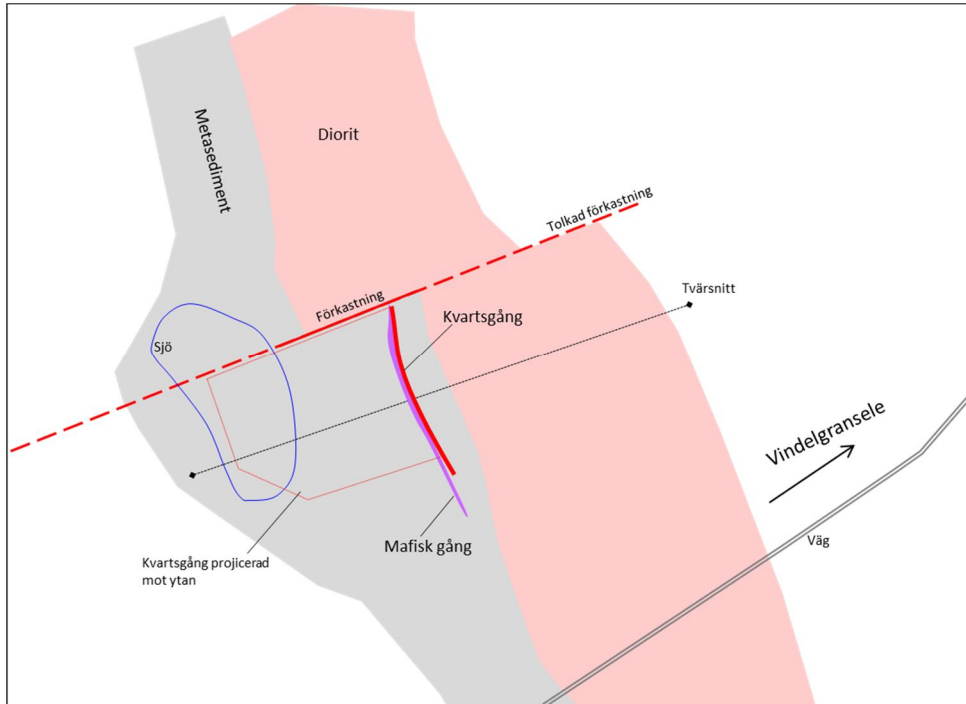 Metasediment
Diorit
Tolkad förkastning
Tvärsnitt
Förkastning
Kvartsgång
Sjö
Vindelgransele
Mafisk gång
Väg
Kvartsgång projicerad
mot ytan